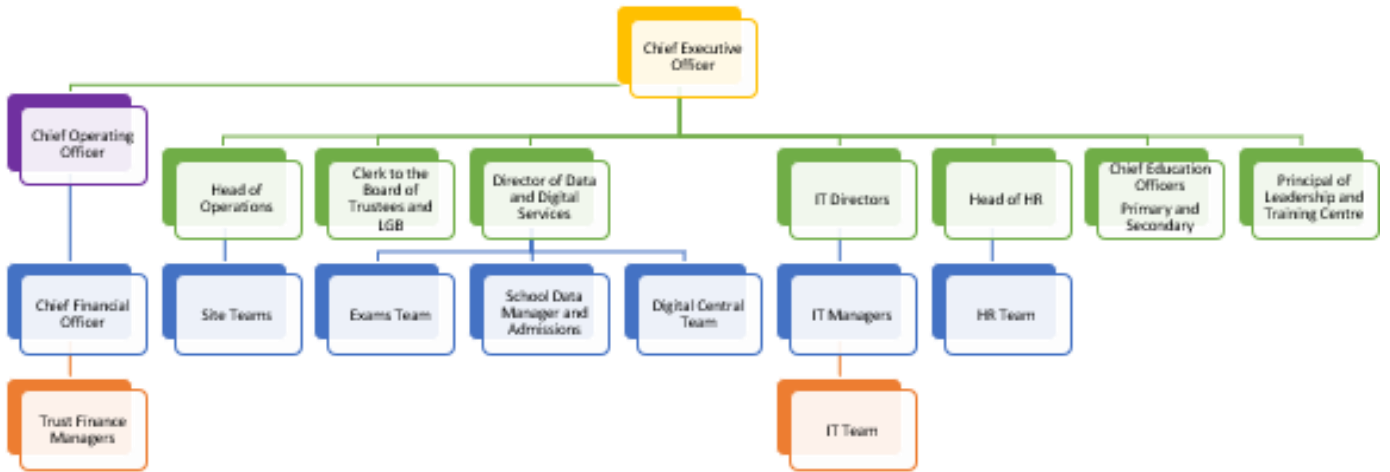 Chief Executive
Officer
Chief Operating
Officer
Head of
Operations
Clerk to the
Board of
Trustees and
LGB
Director of Data
and Digital
Services
IT Directors
Head of HR
Chief Education
Officers
Primary and
Secondary
Principal of
Leadership and
Training Centre
Chief Financial
Officer
Site Teams
Exams Team
School Data
Manager and
Admissions
Digital Central
Team
IT Managers
HR Team
Trust Finance
Managers
IT Team